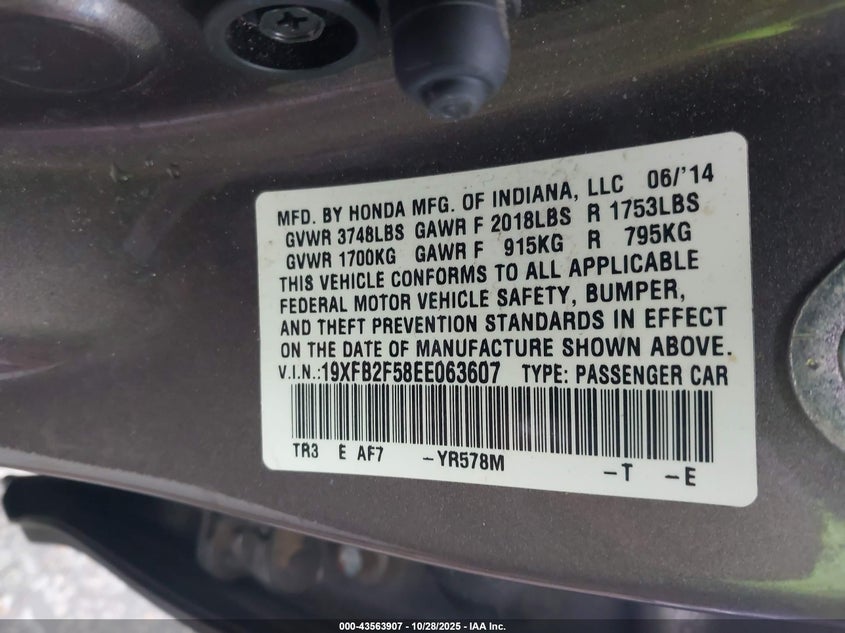 MFD. BY HONDA MFG. OF INDIANA, LLC 06/'14
GVWR 3748LBS GAWR F 2018LBS R 1753LBS
GVWR 1700KG GAWR F 915KG R 795KG
THIS VEHICLE CONFORMS TO ALL APPLICABLE
FEDERAL MOTOR VEHICLE SAFETY, BUMPER,
AND THEFT PREVENTION STANDARDS IN EFFECT
ON THE DATE OF MANUFACTURE SHOWN ABOVE.
V.I.N.:19XFB2F58EE063607 TYPE: PASSENGER CAR
TR3 E AF7 -YR578M -T -E
000-43563907 - 10/28/2025 - IAA Inc.